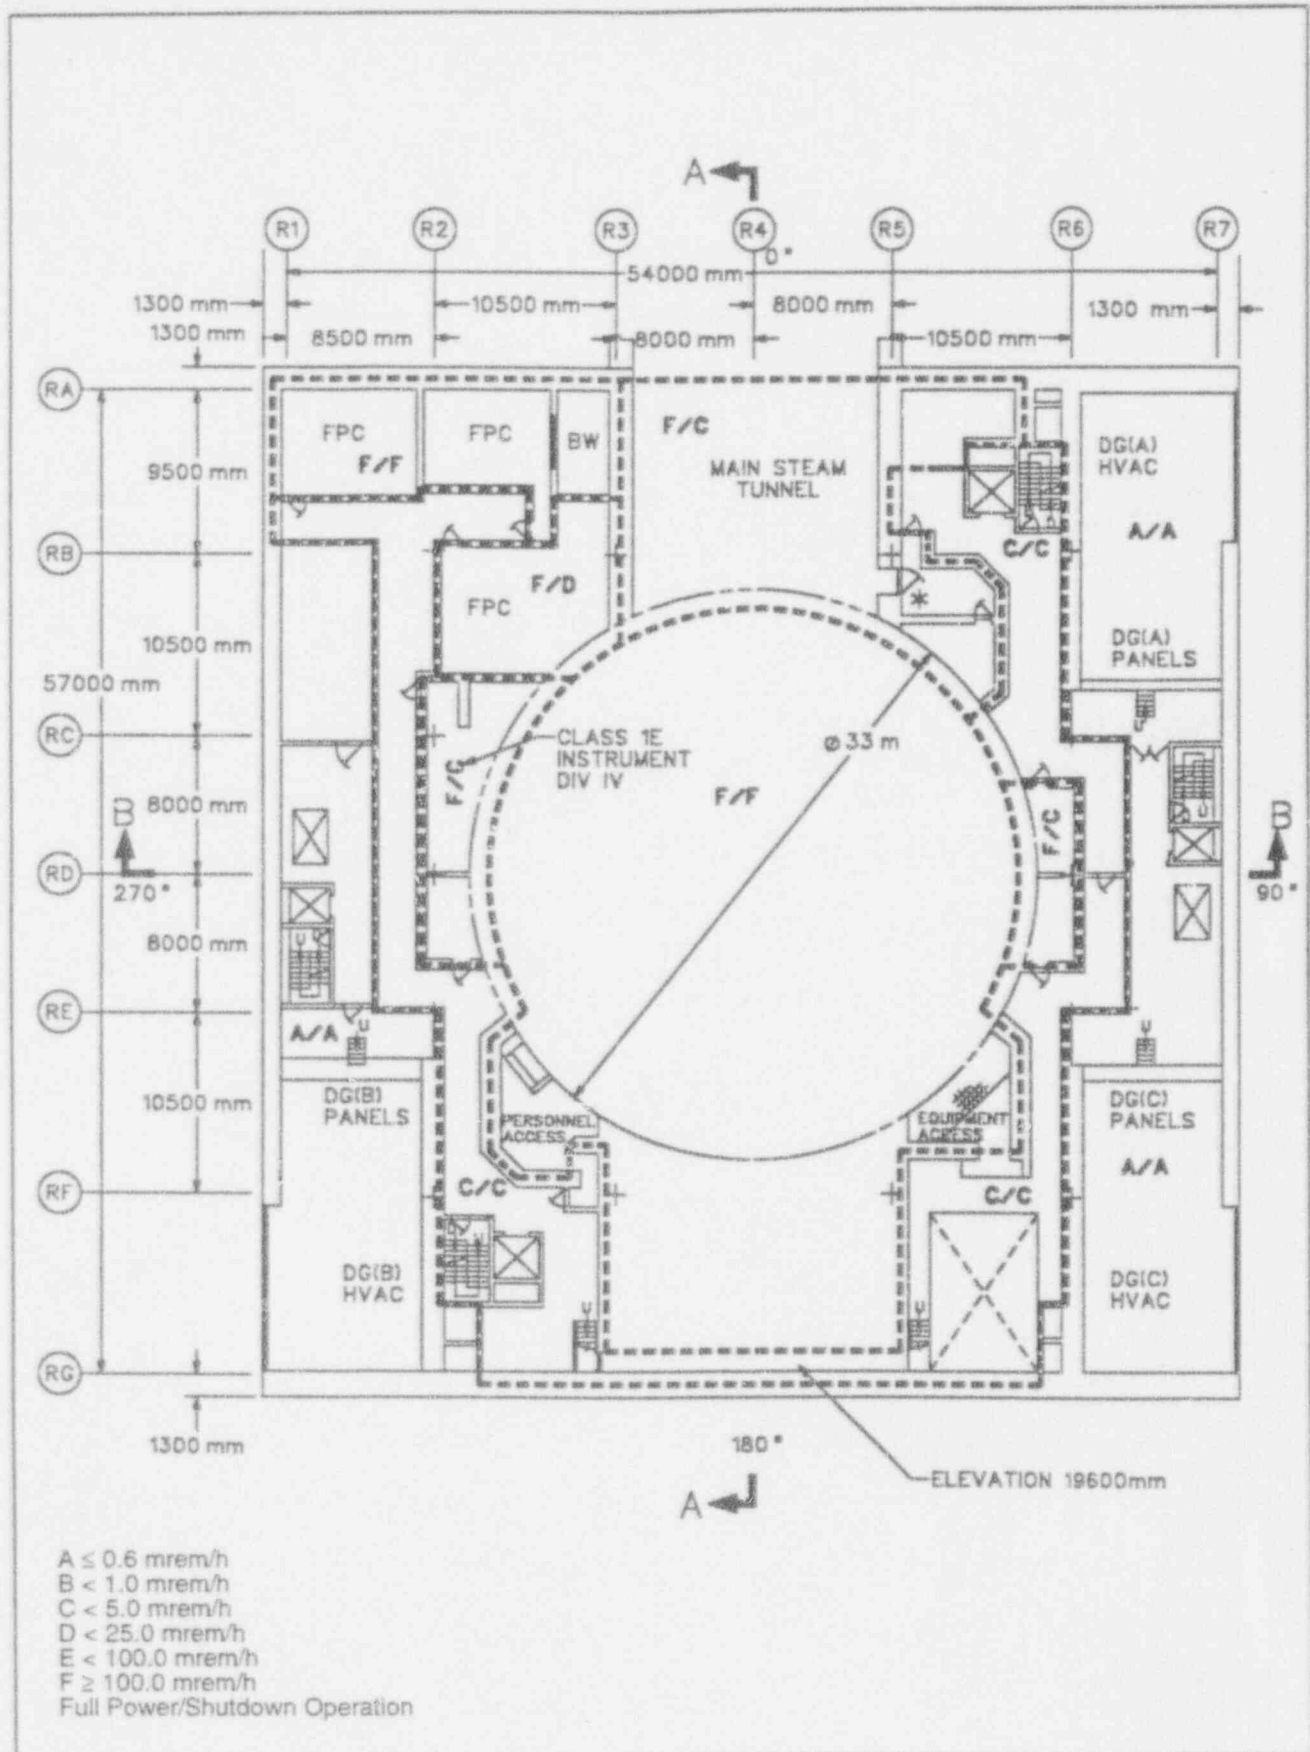 A
R1
R2
R3
R4
R5
R6
R7
0°
54000 mm
1300 mm
10500 mm
8000 mm
1300 mm
1300 mm
8500 mm
8000 mm
10500 mm
RA
FPC
FPC
BW
F/F
F/C
MAIN STEAM
TUNNEL
DG(A)
HVAC
9500 mm
A/A
RB
C/C
F/D
FPC
*
10500 mm
DG(A)
PANELS
57000 mm
RC
CLASS 1E
INSTRUMENT
DIV IV
F/C
ø 33 m
U
F/F
8000 mm
B
B
F/C
RD
270°
90°
8000 mm
U
RE
A/A
U
U
DG(B)
PANELS
10500 mm
PERSONNEL
ACCESS
EQUIPMENT
ACCESS
DG(C)
PANELS
A/A
RF
C/C
C/C
DG(B)
HVAC
DG(C)
HVAC
U
U
RG
1300 mm
180°
A
ELEVATION 19600mm
A ≤ 0.6 mrem/h
B < 1.0 mrem/h
C < 5.0 mrem/h
D < 25.0 mrem/h
E < 100.0 mrem/h
F ≥ 100.0 mrem/h
Full Power/Shutdown Operation